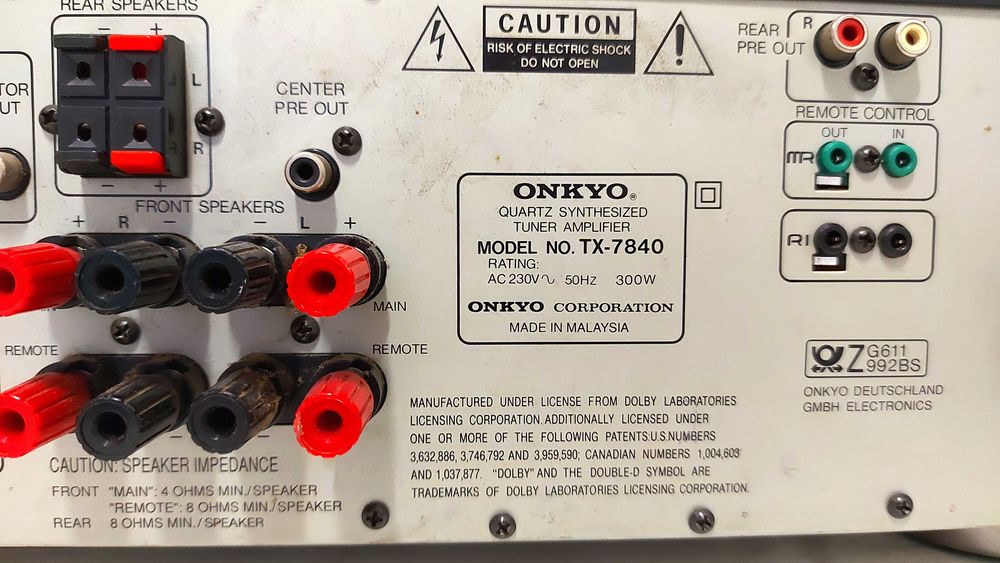 REAR SPEAKERS
− +
L
R
− +
TOR
UT
CENTER
PRE OUT
CAUTION
RISK OF ELECTRIC SHOCK
DO NOT OPEN
REAR
PRE OUT
R
REMOTE CONTROL
OUT IN
RI
ONKYO®
QUARTZ SYNTHESIZED
TUNER AMPLIFIER
MODEL NO. TX-7840
RATING:
AC 230V∿ 50Hz 300W
ONKYO CORPORATION
MADE IN MALAYSIA
FRONT SPEAKERS
+ R − − L +
MAIN
REMOTE REMOTE
− −
CAUTION: SPEAKER IMPEDANCE
FRONT "MAIN": 4 OHMS MIN./SPEAKER
"REMOTE": 8 OHMS MIN./SPEAKER
REAR 8 OHMS MIN./SPEAKER
MANUFACTURED UNDER LICENSE FROM DOLBY LABORATORIES
LICENSING CORPORATION.ADDITIONALLY LICENSED UNDER
ONE OR MORE OF THE FOLLOWING PATENTS:U.S.NUMBERS
3,632,886, 3,746,792 AND 3,959,590; CANADIAN NUMBERS 1,004,603
AND 1,037,877. "DOLBY" AND THE DOUBLE-D SYMBOL ARE
TRADEMARKS OF DOLBY LABORATORIES LICENSING CORPORATION.
Z G611
992BS
ONKYO DEUTSCHLAND
GMBH ELECTRONICS